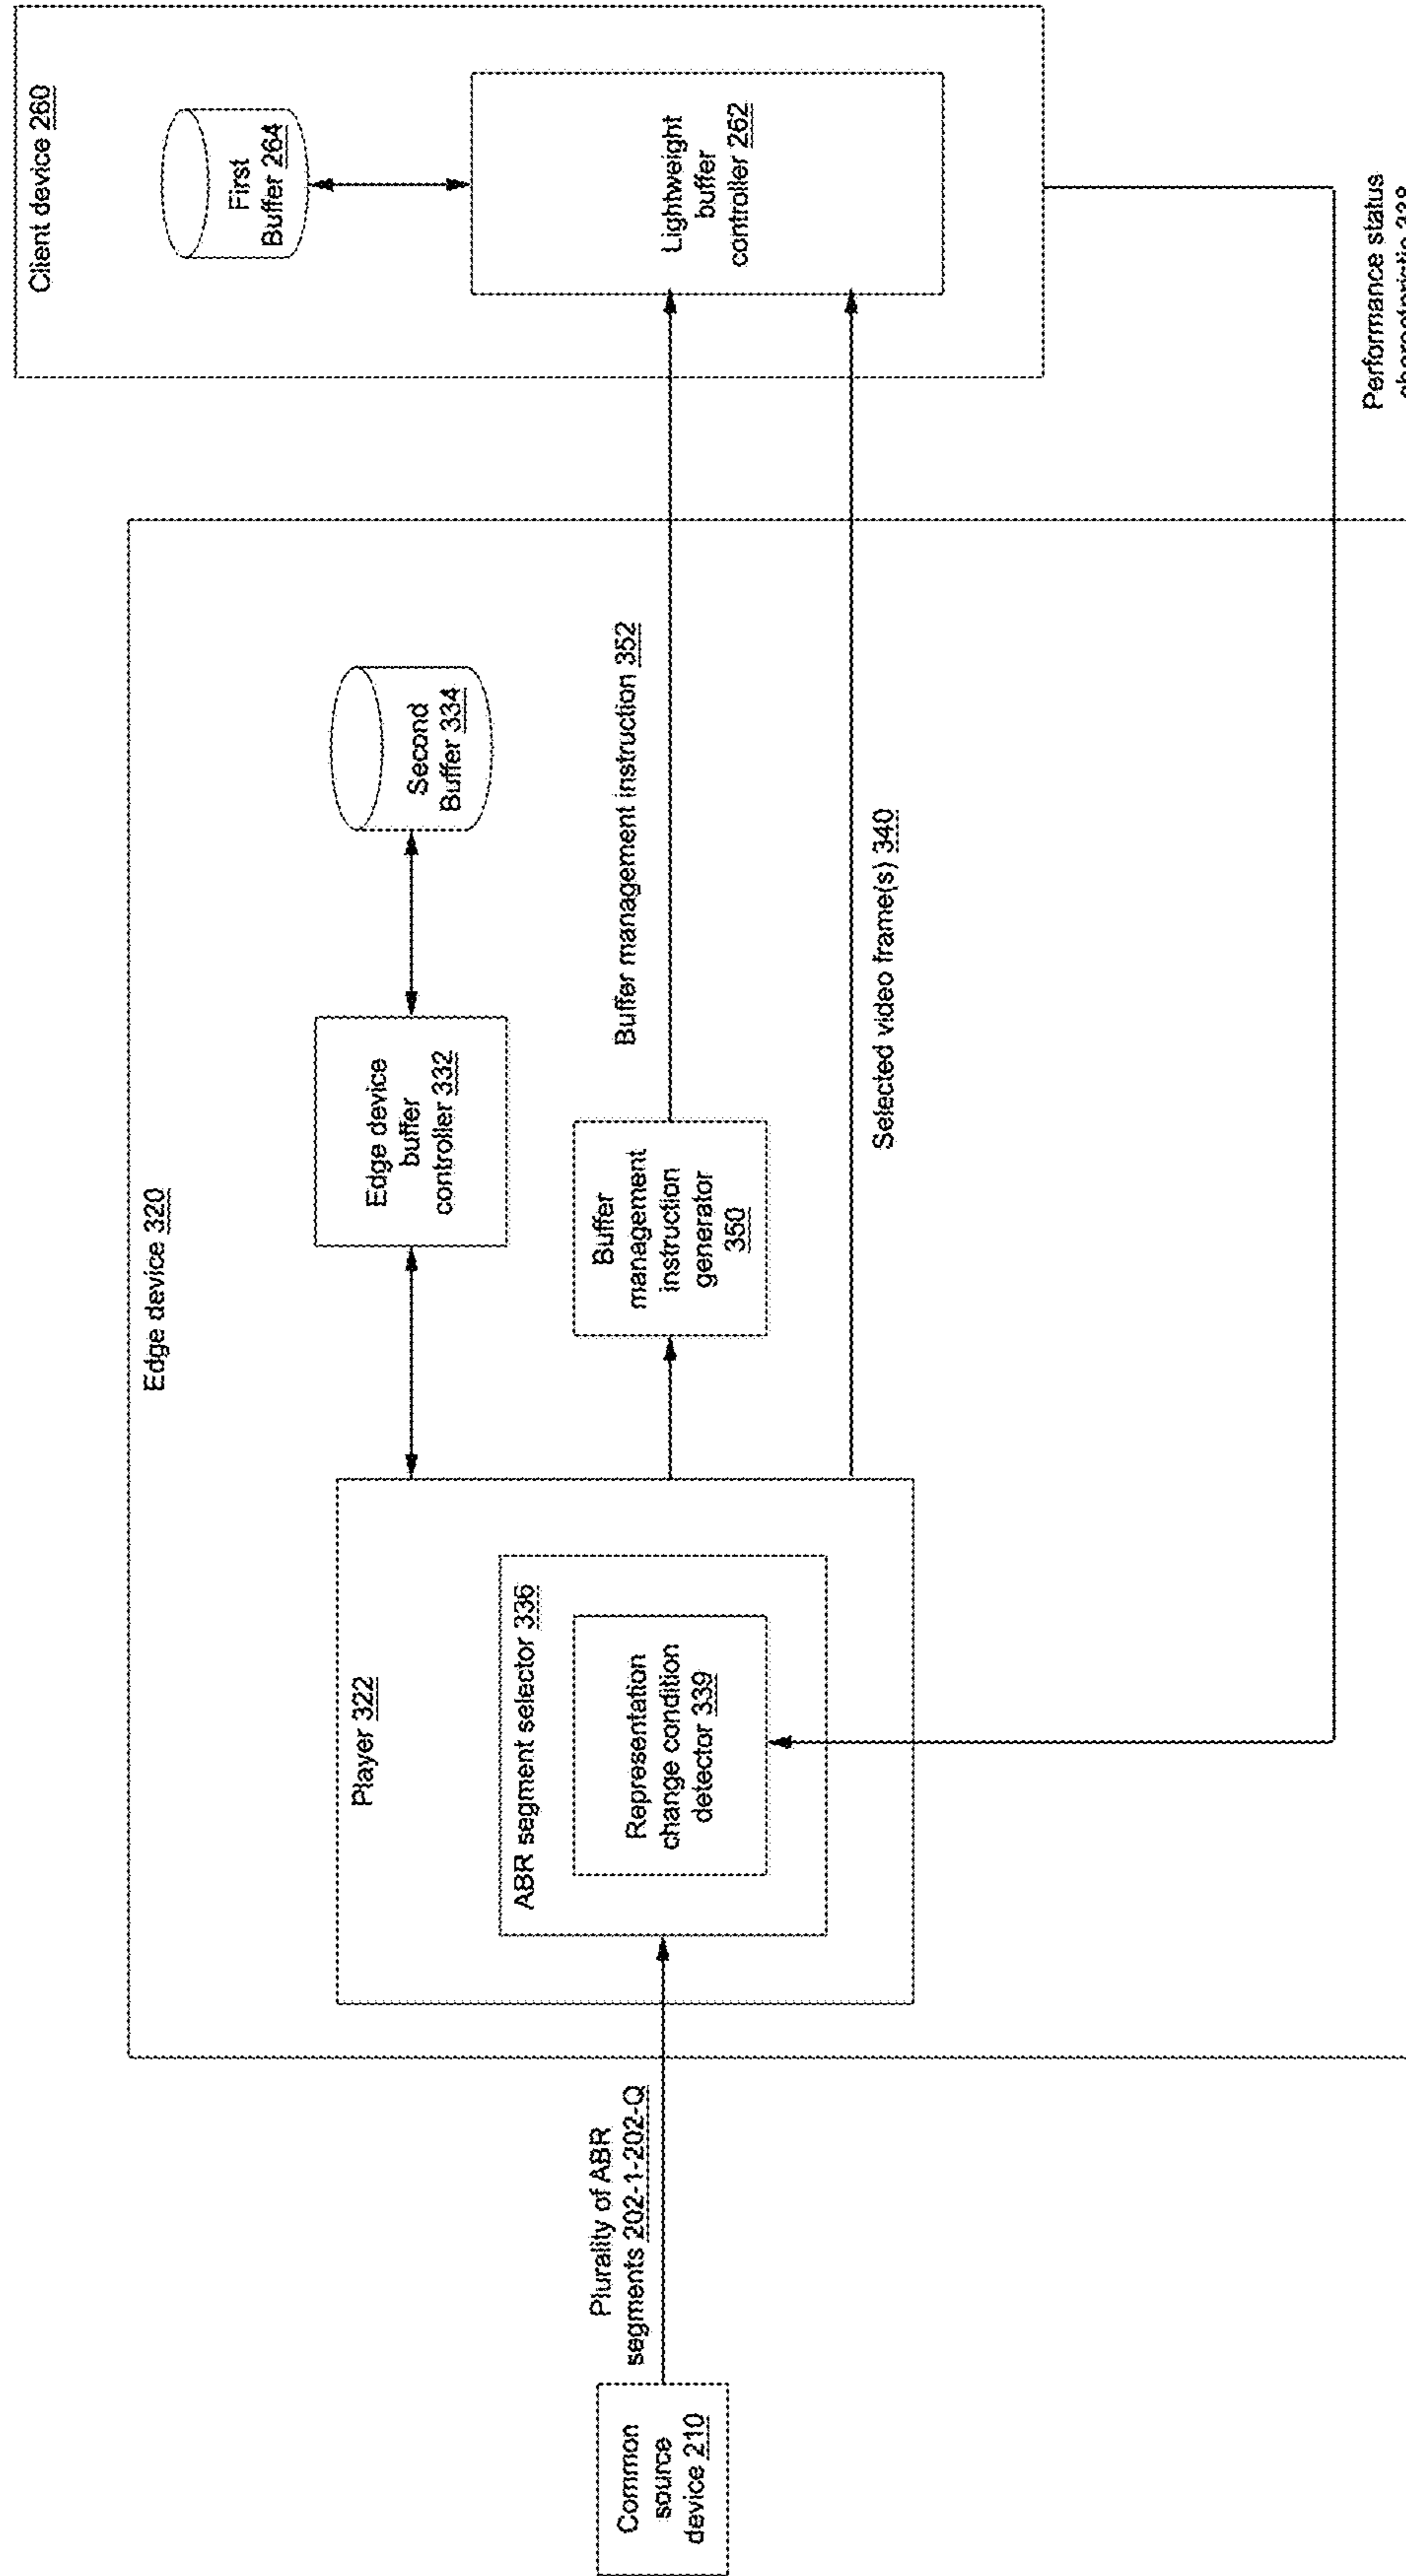 Client device 260
First
Buffer 264
Lightweight
buffer
controller 262
Edge device 320
Second
Buffer 334
Edge device
buffer
controller 332
Buffer management instruction 352
Buffer
management
instruction
generator
350
Selected video frame(s) 340
Performance status
characteristic 338
Player 322
ABR segment selector 336
Representation
change condition
detector 339
Plurality of ABR
segments 202-1-202-Q
Common
source
device 210